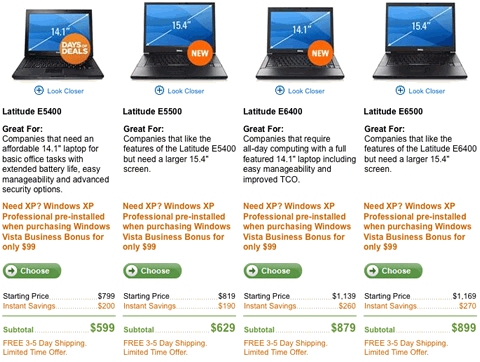 14.1"
DAYS OF
DEALS
Look Closer
Latitude E5400
Great For:
Companies that need an
affordable 14.1" laptop for
basic office tasks with
extended battery life, easy
manageability and advanced
security options.
Need XP? Windows XP
Professional pre-installed
when purchasing Windows
Vista Business Bonus for
only $99
Choose
Starting Price $799
Instant Savings $200
Subtotal $599
FREE 3-5 Day Shipping.
Limited Time Offer.
15.4"
NEW
Look Closer
Latitude E5500
Great For:
Companies that like the
features of the Latitude E5400
but need a larger 15.4"
screen.
Need XP? Windows XP
Professional pre-installed
when purchasing Windows
Vista Business Bonus for
only $99
Choose
Starting Price $819
Instant Savings $190
Subtotal $629
FREE 3-5 Day Shipping.
Limited Time Offer.
14.1"
NEW
Look Closer
Latitude E6400
Great For:
Companies that require
all-day computing with a full
featured 14.1" laptop including
easy manageability and
improved TCO.
Need XP? Windows XP
Professional pre-installed
when purchasing Windows
Vista Business Bonus for
only $99
Choose
Starting Price $1,139
Instant Savings $260
Subtotal $879
FREE 3-5 Day Shipping.
Limited Time Offer.
15.4"
Look Closer
Latitude E6500
Great For:
Companies that like the
features of the Latitude E6400
but need a larger 15.4"
screen.
Need XP? Windows XP
Professional pre-installed
when purchasing Windows
Vista Business Bonus for
only $99
Choose
Starting Price $1,169
Instant Savings $270
Subtotal $899
FREE 3-5 Day Shipping.
Limited Time Offer.